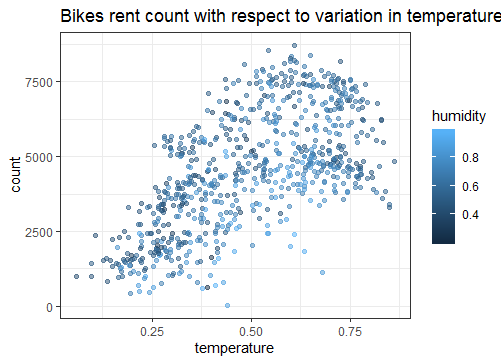 Bikes rent count with respect to variation in temperature
count
7500
5000
2500
0
0.25
0.50
0.75
temperature
humidity
0.8
0.6
0.4